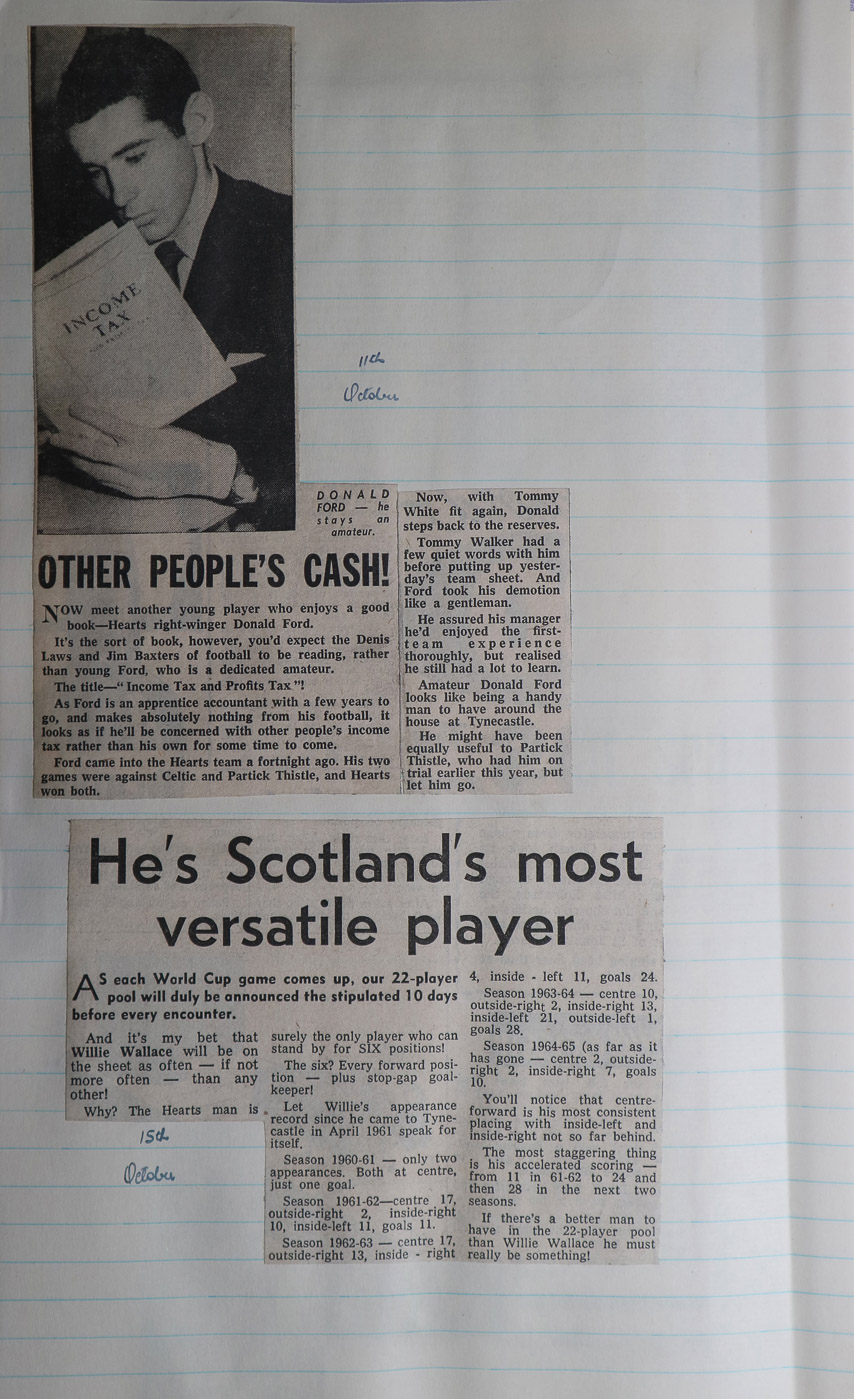 INCOME
TAX
11th
October
DONALD
FORD — he
stays an
amateur.
OTHER PEOPLE'S CASH!
NOW meet another young player who enjoys a good
book—Hearts right-winger Donald Ford.
It's the sort of book, however, you'd expect the Denis
Laws and Jim Baxters of football to be reading, rather
than young Ford, who is a dedicated amateur.
The title—“ Income Tax and Profits Tax ”!
As Ford is an apprentice accountant with a few years to
go, and makes absolutely nothing from his football, it
looks as if he'll be concerned with other people's income
tax rather than his own for some time to come.
Ford came into the Hearts team a fortnight ago. His two
games were against Celtic and Partick Thistle, and Hearts
won both.
Now, with Tommy
White fit again, Donald
steps back to the reserves.
Tommy Walker had a
few quiet words with him
before putting up yester-
day's team sheet. And
Ford took his demotion
like a gentleman.
He assured his manager
he'd enjoyed the first-
team experience
thoroughly, but realised
he still had a lot to learn.
Amateur Donald Ford
looks like being a handy
man to have around the
house at Tynecastle.
He might have been
equally useful to Partick
Thistle, who had him on
trial earlier this year, but
let him go.
He's Scotland's most
versatile player
AS each World Cup game comes up, our 22-player
pool will duly be announced the stipulated 10 days
before every encounter.
And it's my bet that
Willie Wallace will be on
the sheet as often — if not
more often — than any
other!
Why? The Hearts man is
15th
October
surely the only player who can
stand by for SIX positions!
The six? Every forward posi-
tion — plus stop-gap goal-
keeper!
Let Willie's appearance
record since he came to Tyne-
castle in April 1961 speak for
itself.
Season 1960-61 — only two
appearances. Both at centre,
just one goal.
Season 1961-62—centre 17,
outside-right 2, inside-right
10, inside-left 11, goals 11.
Season 1962-63 — centre 17,
outside-right 13, inside - right
4, inside - left 11, goals 24.
Season 1963-64 — centre 10,
outside-right 2, inside-right 13,
inside-left 21, outside-left 1,
goals 28.
Season 1964-65 (as far as it
has gone — centre 2, outside-
right 2, inside-right 7, goals
10.
You'll notice that centre-
forward is his most consistent
placing with inside-left and
inside-right not so far behind.
The most staggering thing
is his accelerated scoring —
from 11 in 61-62 to 24 and
then 28 in the next two
seasons.
If there's a better man to
have in the 22-player pool
than Willie Wallace he must
really be something!